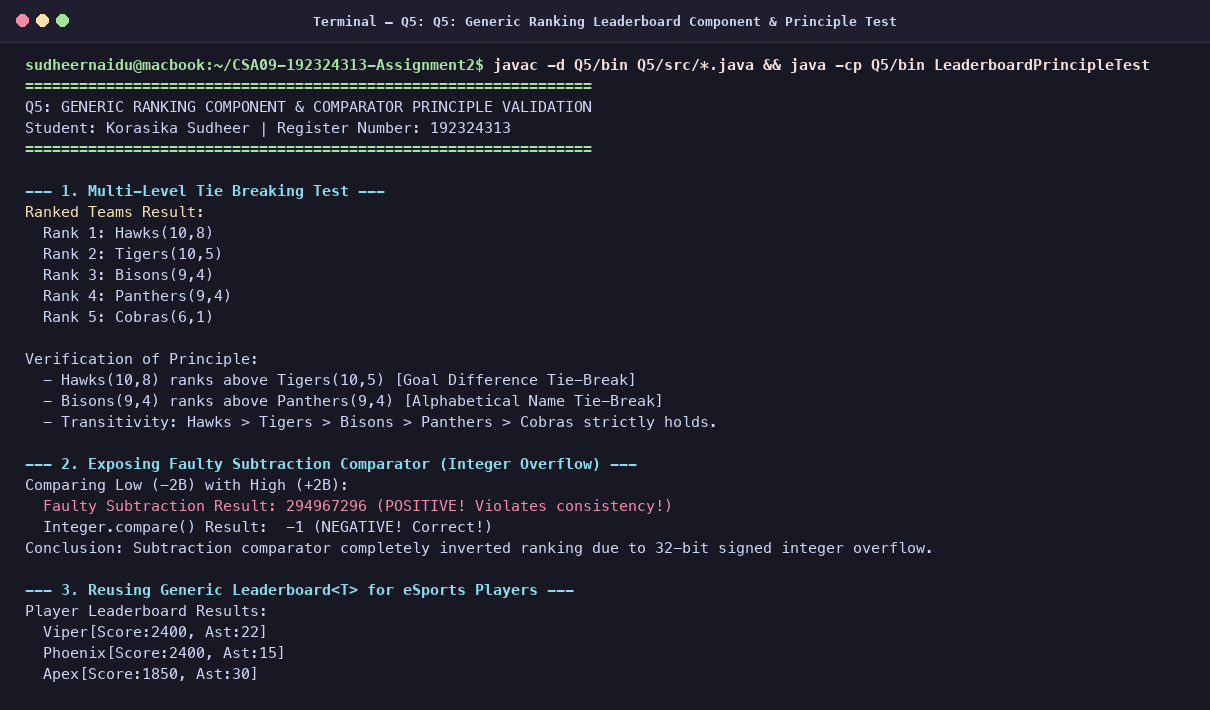 Terminal — Q5: Q5: Generic Ranking Leaderboard Component & Principle Test
sudheernaidu@macbook:~/CSA09-192324313-Assignment2$ javac -d Q5/bin Q5/src/*.java && java -cp Q5/bin LeaderboardPrincipleTest
===============================================================
Q5: GENERIC RANKING COMPONENT & COMPARATOR PRINCIPLE VALIDATION
Student: Korasika Sudheer | Register Number: 192324313
===============================================================
--- 1. Multi-Level Tie Breaking Test ---
Ranked Teams Result:
Rank 1: Hawks(10,8)
Rank 2: Tigers(10,5)
Rank 3: Bisons(9,4)
Rank 4: Panthers(9,4)
Rank 5: Cobras(6,1)
Verification of Principle:
- Hawks(10,8) ranks above Tigers(10,5) [Goal Difference Tie-Break]
- Bisons(9,4) ranks above Panthers(9,4) [Alphabetical Name Tie-Break]
- Transitivity: Hawks > Tigers > Bisons > Panthers > Cobras strictly holds.
--- 2. Exposing Faulty Subtraction Comparator (Integer Overflow) ---
Comparing Low (-2B) with High (+2B):
Faulty Subtraction Result: 294967296 (POSITIVE! Violates consistency!)
Integer.compare() Result:  -1 (NEGATIVE! Correct!)
Conclusion: Subtraction comparator completely inverted ranking due to 32-bit signed integer overflow.
--- 3. Reusing Generic Leaderboard<T> for eSports Players ---
Player Leaderboard Results:
Viper[Score:2400, Ast:22]
Phoenix[Score:2400, Ast:15]
Apex[Score:1850, Ast:30]